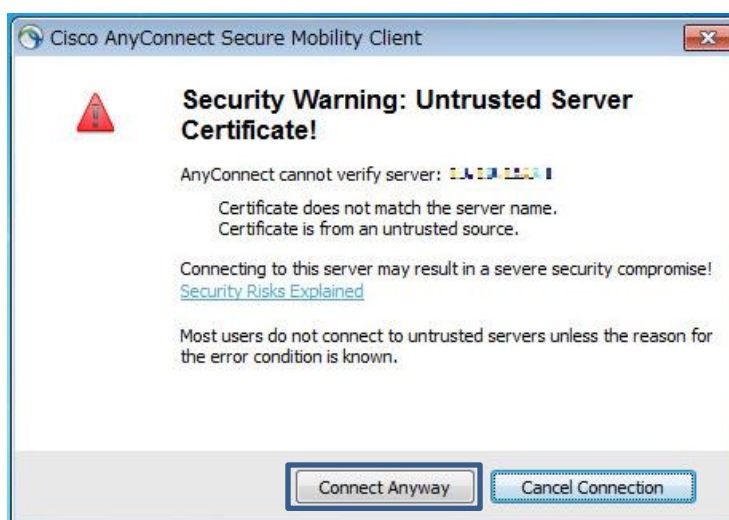 Cisco AnyConnect Secure Mobility Client
Security Warning: Untrusted Server
Certificate!
AnyConnect cannot verify server:
Certificate does not match the server name.
Certificate is from an untrusted source.
Connecting to this server may result in a severe security compromise!
Security Risks Explained
Most users do not connect to untrusted servers unless the reason for
the error condition is known.
Connect Anyway
Cancel Connection